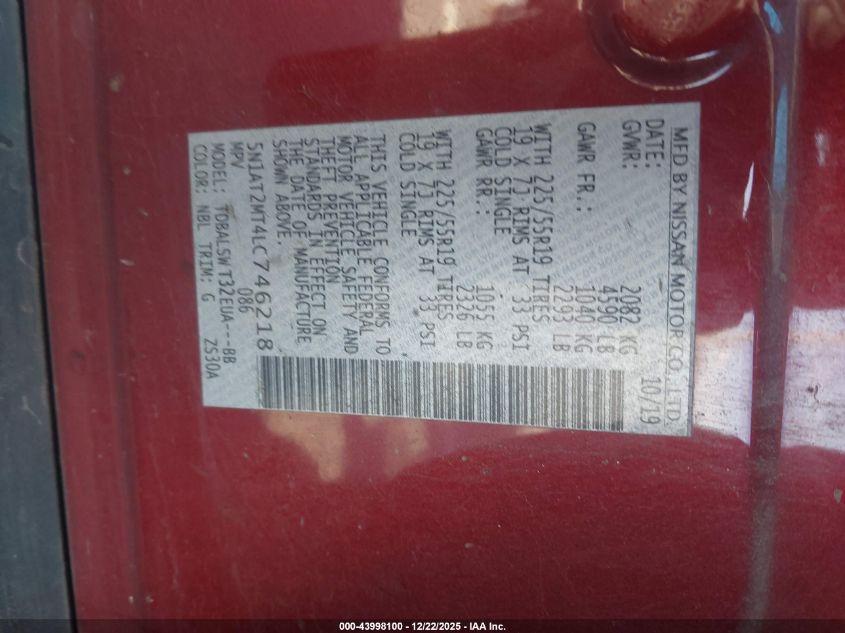 MFD BY NISSAN MOTOR CO., LTD.
DATE: 10/19
GVWR: 2082 KG
4590 LB
GAWR FR.: 1040 KG
2293 LB
WITH 225/55R19 TIRES
19 X 7J RIMS AT 33 PSI
COLD SINGLE
GAWR RR.: 1055 KG
2326 LB
WITH 225/55R19 TIRES
19 X 7J RIMS AT 33 PSI
COLD SINGLE
THIS VEHICLE CONFORMS TO
ALL APPLICABLE FEDERAL
MOTOR VEHICLE SAFETY AND
THEFT PREVENTION
STANDARDS IN EFFECT ON
THE DATE OF MANUFACTURE
SHOWN ABOVE.
5N1AT2MT4LC746218
MPV 086
MODEL: TDBALSW T32EUA---BB
COLOR: NBL TRIM: G ZS30A
000-43998100 - 12/22/2025 - IAA Inc.